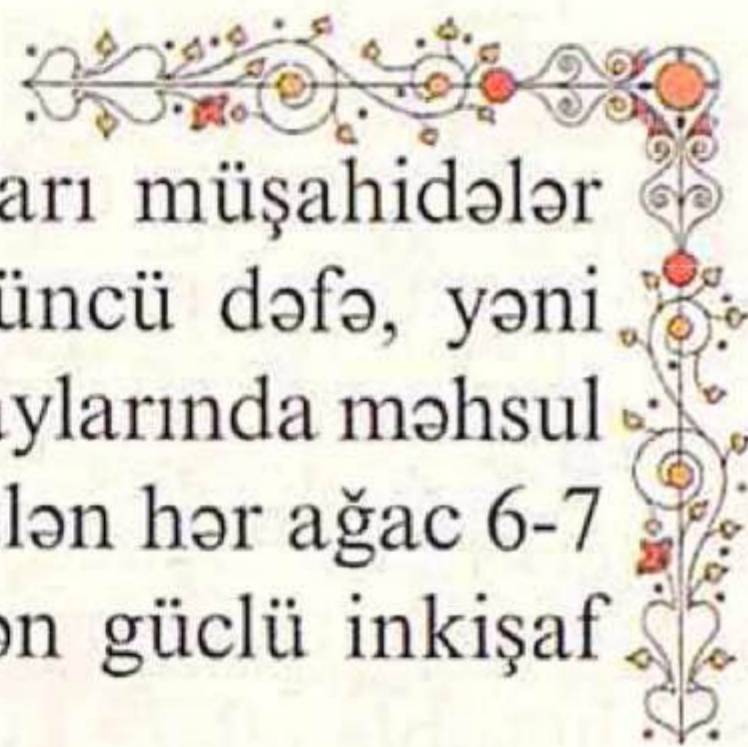 arı müşahidələr
üncü dəfə, yəni
aylarında məhsul
lən hər ağac 6-7
ən güclü inkişaf